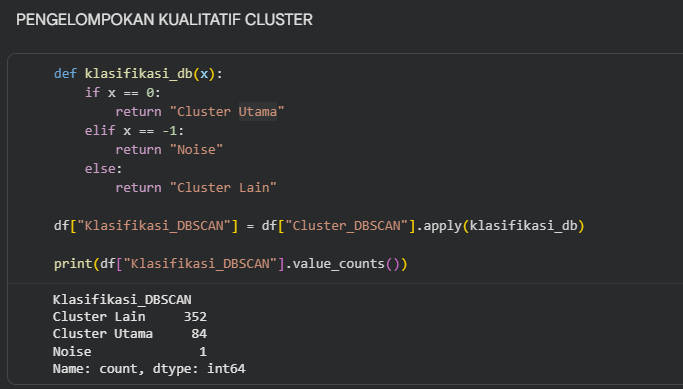 PENGELOMPOKAN KUALITATIF CLUSTER
def klasifikasi_db(x):
    if x == 0:
        return "Cluster Utama"
    elif x == -1:
        return "Noise"
    else:
        return "Cluster Lain"
df["Klasifikasi_DBSCAN"] = df["Cluster_DBSCAN"].apply(klasifikasi_db)
print(df["Klasifikasi_DBSCAN"].value_counts())
Klasifikasi_DBSCAN
Cluster Lain     352
Cluster Utama     84
Noise              1
Name: count, dtype: int64